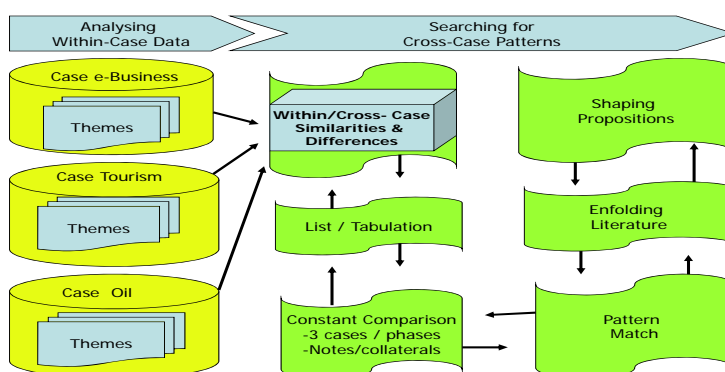 Analysing
Within-Case Data
Searching for
Cross-Case Patterns
Case e-Business
Themes
Case Tourism
Themes
Case Oil
Themes
Within/Cross- Case
Similarities &
Differences
List / Tabulation
Constant Comparison
-3 cases / phases
-Notes/collaterals
Shaping
Propositions
Enfolding
Literature
Pattern
Match